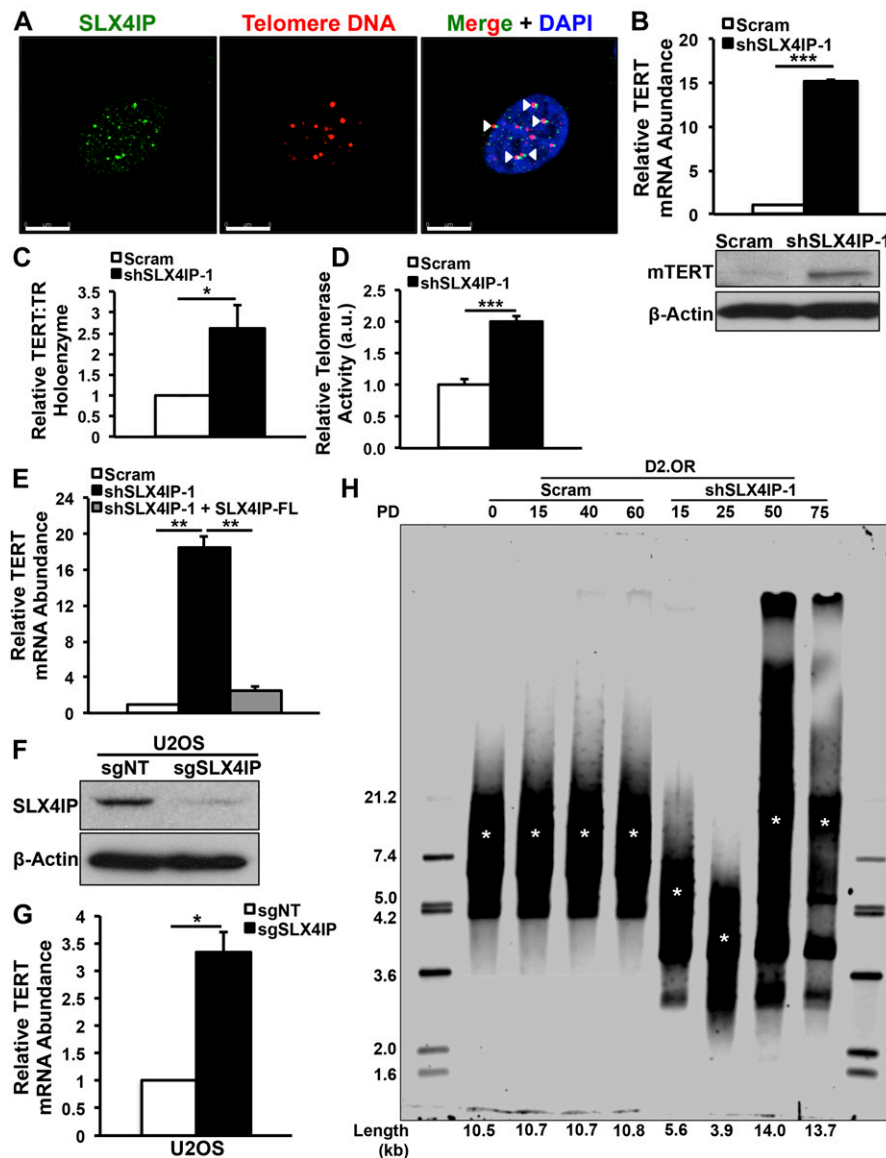 A
SLX4IP
Telomere DNA
Merge + DAPI
B
Scram
shSLX4IP-1
Relative TERT
mRNA Abundance
20
15
10
5
0
***
Scram shSLX4IP-1
mTERT
β-Actin
C
Scram
shSLX4IP-1
Relative TERT:TR
Holoenzyme
3.5
3
2.5
2
1.5
1
0.5
0
*
D
Scram
shSLX4IP-1
Relative Telomerase
Activity (a.u.)
2.5
2.0
1.5
1.0
0.5
0.0
***
E
Scram
shSLX4IP-1
shSLX4IP-1 + SLX4IP-FL
Relative TERT
mRNA Abundance
24
20
16
12
8
4
0
** **
F
U2OS
sgNT sgSLX4IP
SLX4IP
β-Actin
G
sgNT
sgSLX4IP
Relative TERT
mRNA Abundance
4
3.5
3
2.5
2
1.5
1
0.5
0
*
U2OS
H
D2.OR
Scram shSLX4IP-1
PD 0 15 40 60 15 25 50 75
21.2
7.4
5.0
4.2
3.6
2.0
1.6
* * * * * * * *
Length 10.5 10.7 10.7 10.8 5.6 3.9 14.0 13.7
(kb)